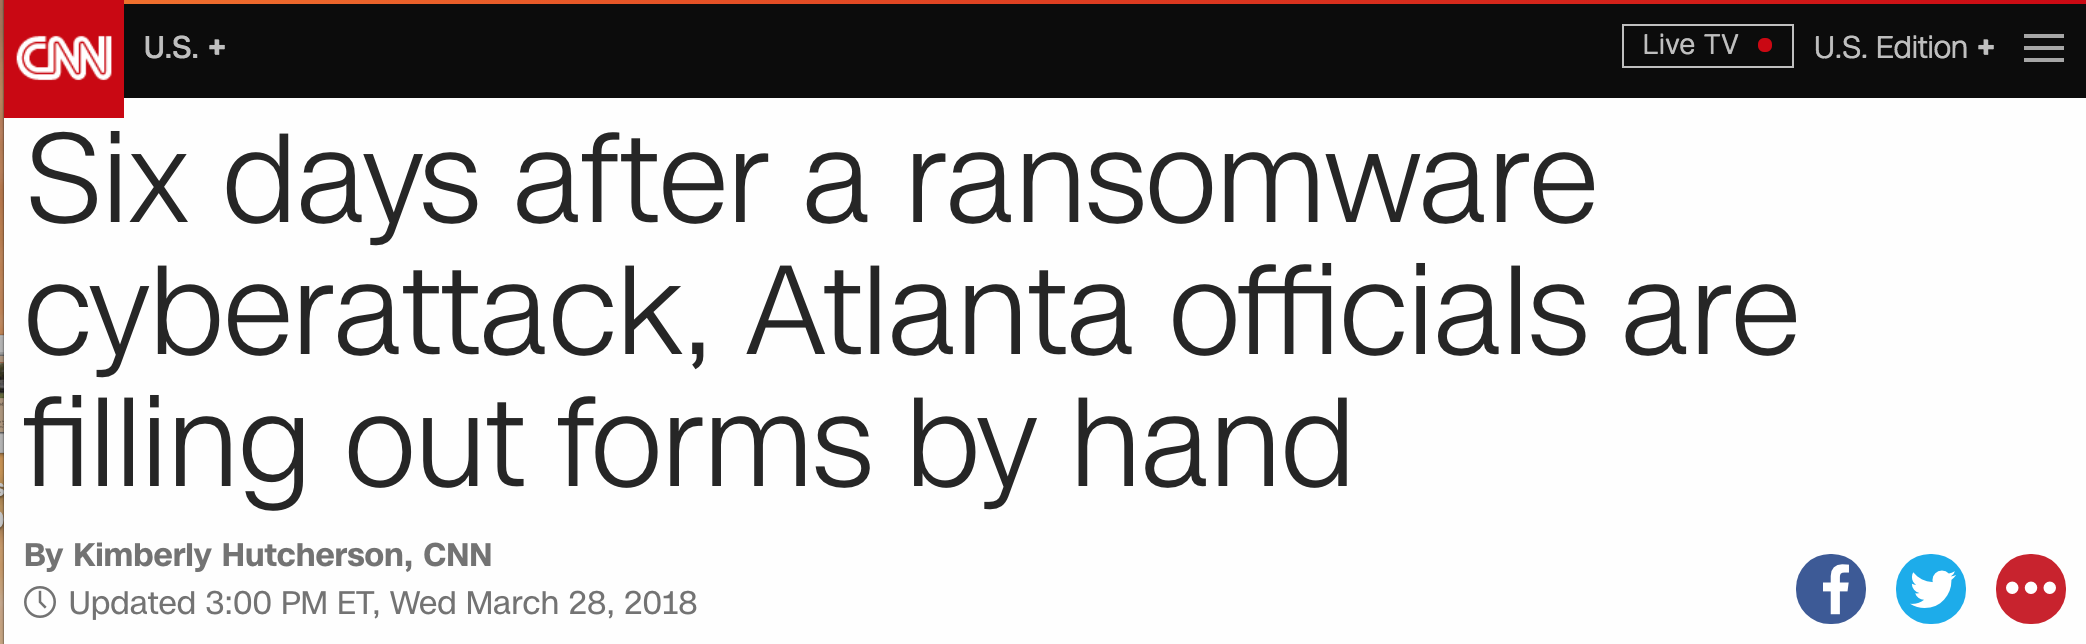 CNN
U.S. +
Live TV
U.S. Edition +
Six days after a ransomware
cyberattack, Atlanta officials are
filling out forms by hand
By Kimberly Hutcherson, CNN
Updated 3:00 PM ET, Wed March 28, 2018